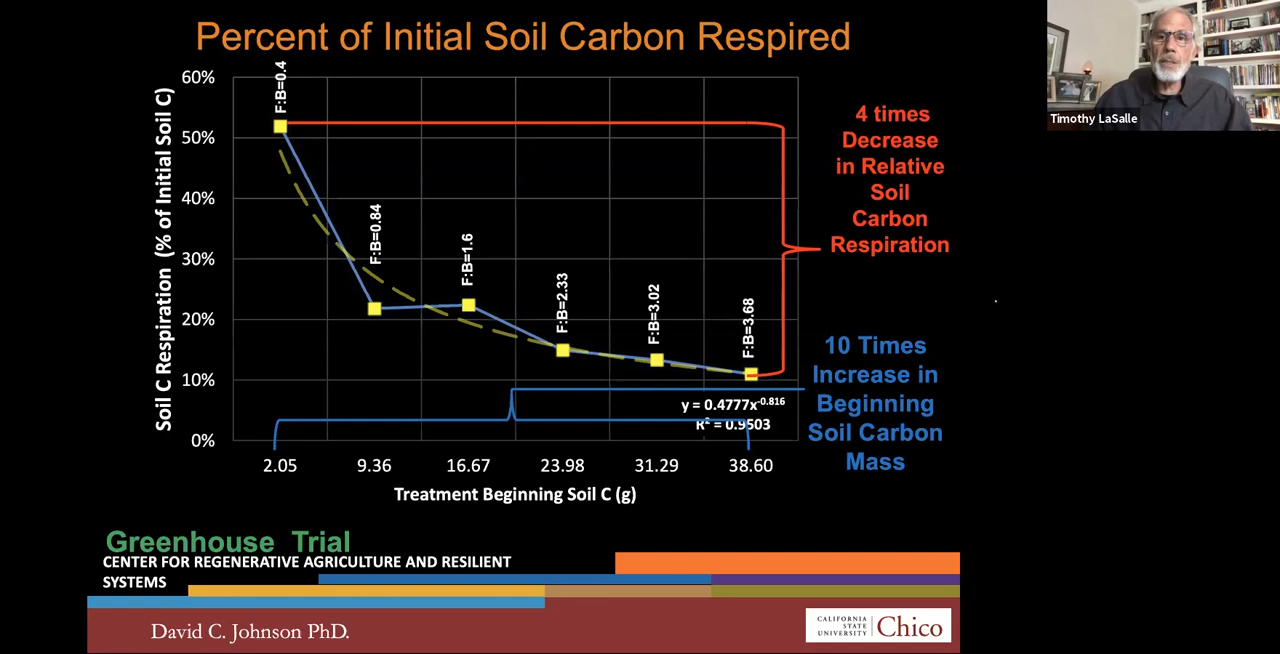 Percent of Initial Soil Carbon Respired
Timothy LaSalle
Soil C Respiration (% of Initial Soil C)
60%
50%
40%
30%
20%
10%
0%
F:B=0.4
F:B=0.84
F:B=1.6
F:B=2.33
F:B=3.02
F:B=3.68
4 times
Decrease
in Relative
Soil
Carbon
Respiration
10 Times
Increase in
Beginning
Soil Carbon
Mass
y = 0.4777x^-0.816
R² = 0.9503
2.05 9.36 16.67 23.98 31.29 38.60
Treatment Beginning Soil C (g)
Greenhouse Trial
CENTER FOR REGENERATIVE AGRICULTURE AND RESILIENT
SYSTEMS
David C. Johnson PhD.
CALIFORNIA
STATE
UNIVERSITY
Chico